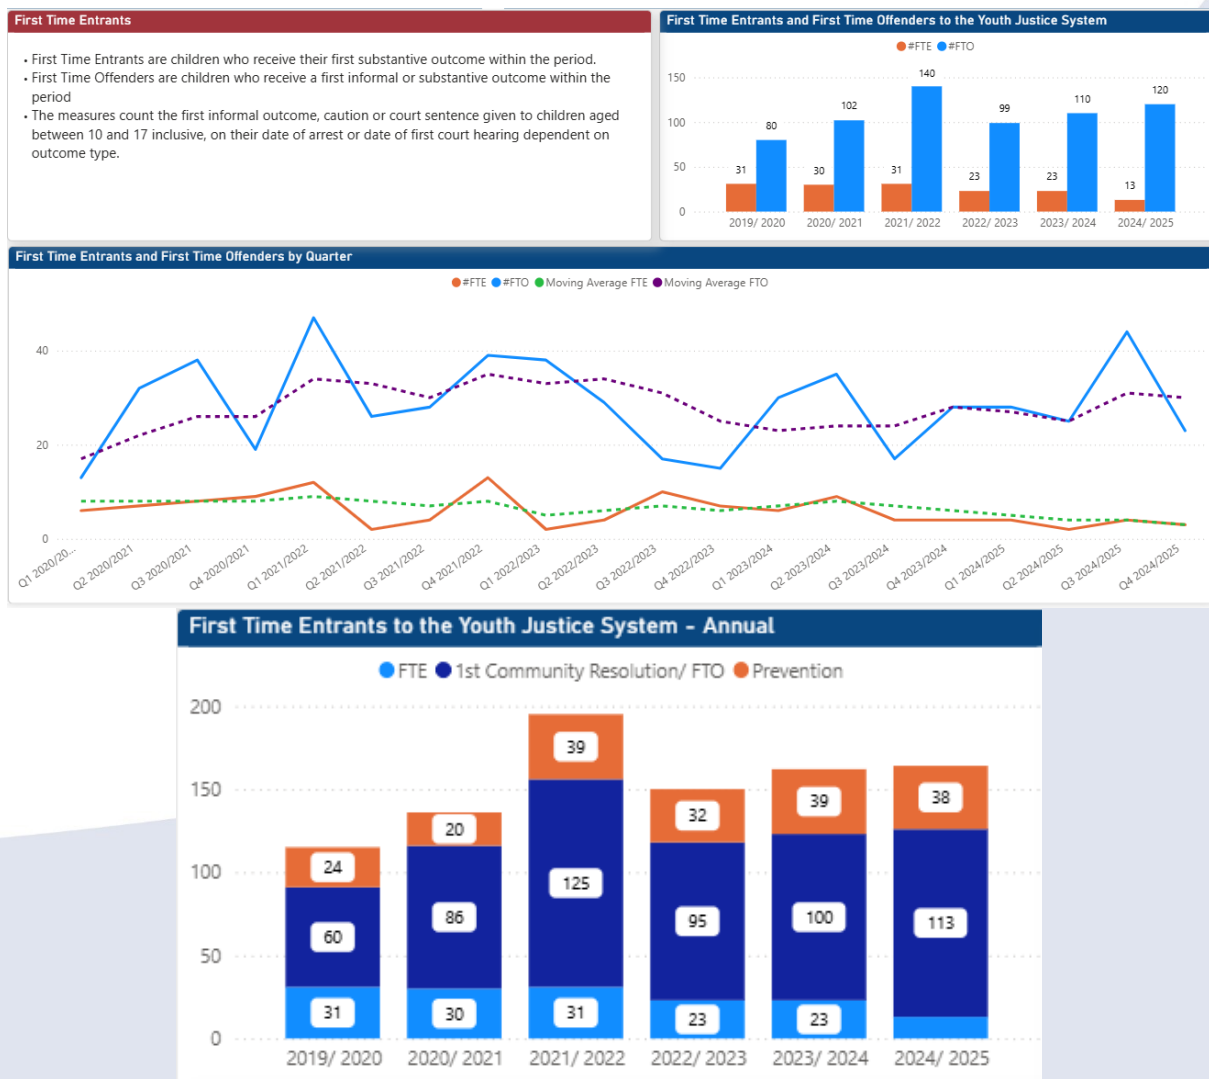 First Time Entrants
• First Time Entrants are children who receive their first substantive outcome within the period.
• First Time Offenders are children who receive a first informal or substantive outcome within the
period
• The measures count the first informal outcome, caution or court sentence given to children aged
between 10 and 17 inclusive, on their date of arrest or date of first court hearing dependent on
outcome type.
First Time Entrants and First Time Offenders to the Youth Justice System
#FTE #FTO
150
100
50
0
31 80 30 102 31 140 23 99 23 110 13 120
2019/ 2020 2020/ 2021 2021/ 2022 2022/ 2023 2023/ 2024 2024/ 2025
First Time Entrants and First Time Offenders by Quarter
#FTE #FTO Moving Average FTE Moving Average FTO
40
20
0
Q1 2020/20... Q2 2020/2021 Q3 2020/2021 Q4 2020/2021 Q1 2021/2022 Q2 2021/2022 Q3 2021/2022 Q4 2021/2022 Q1 2022/2023 Q2 2022/2023 Q3 2022/2023 Q4 2022/2023 Q1 2023/2024 Q2 2023/2024 Q3 2023/2024 Q4 2023/2024 Q1 2024/2025 Q2 2024/2025 Q3 2024/2025 Q4 2024/2025
First Time Entrants to the Youth Justice System - Annual
FTE 1st Community Resolution/ FTO Prevention
200
150
100
50
0
24 20 39 32 39 38
60 86 125 95 100 113
31 30 31 23 23
2019/ 2020 2020/ 2021 2021/ 2022 2022/ 2023 2023/ 2024 2024/ 2025